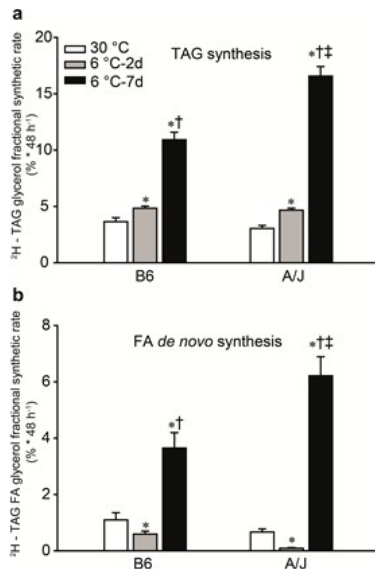 a
TAG synthesis
30 °C
6 °C-2d
6 °C-7d
²H - TAG glycerol fractional synthetic rate
(% * 48 h⁻¹)
20
15
10
5
0
*
*†
*
*†‡
B6
A/J
b
FA de novo synthesis
²H - TAG FA glycerol fractional synthetic rate
(% * 48 h⁻¹)
8
6
4
2
0
*
*†
*
*†‡
B6
A/J